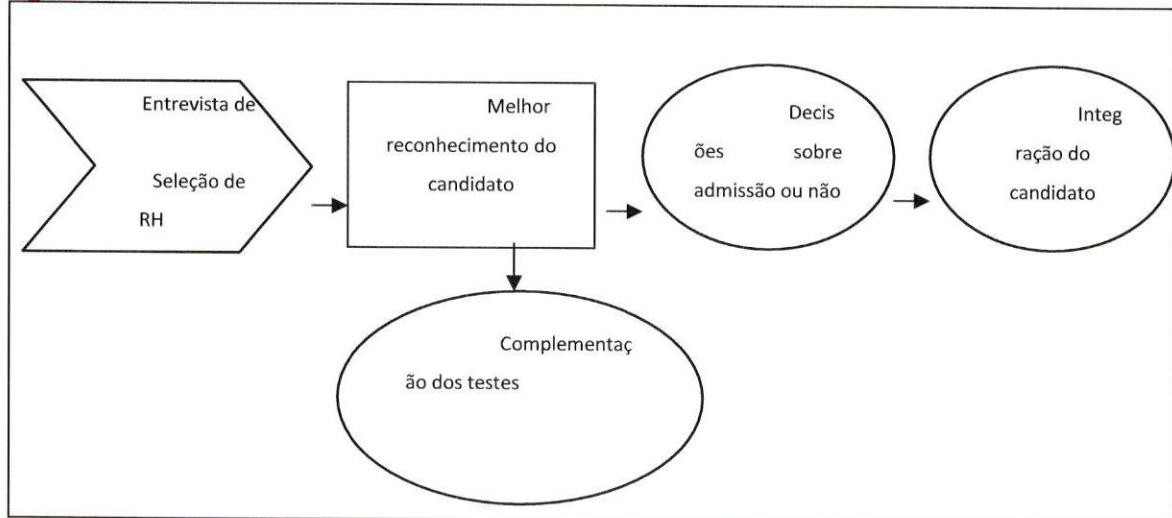 Entrevista de
Seleção de
RH
Melhor
reconhecimento do
candidato
Decis
ões sobre
admissão ou não
Integ
ração do
candidato
Complementaç
ão dos testes